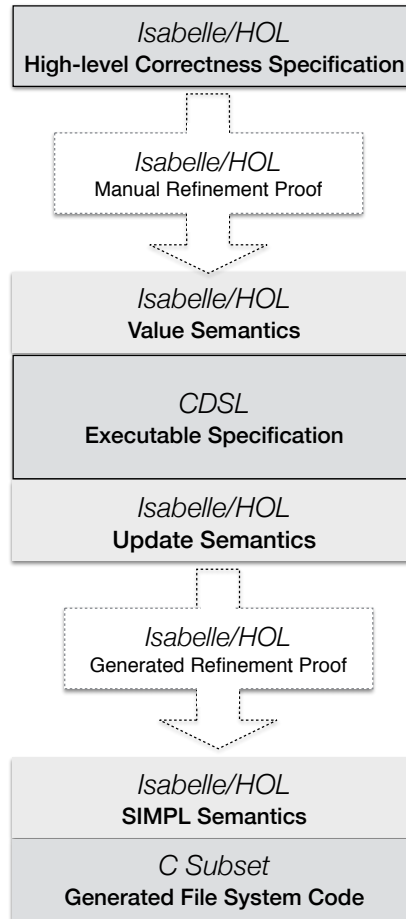 Isabelle/HOL
High-level Correctness Specification
Isabelle/HOL
Manual Refinement Proof
Isabelle/HOL
Value Semantics
CDSL
Executable Specification
Isabelle/HOL
Update Semantics
Isabelle/HOL
Generated Refinement Proof
Isabelle/HOL
SIMPL Semantics
C Subset
Generated File System Code